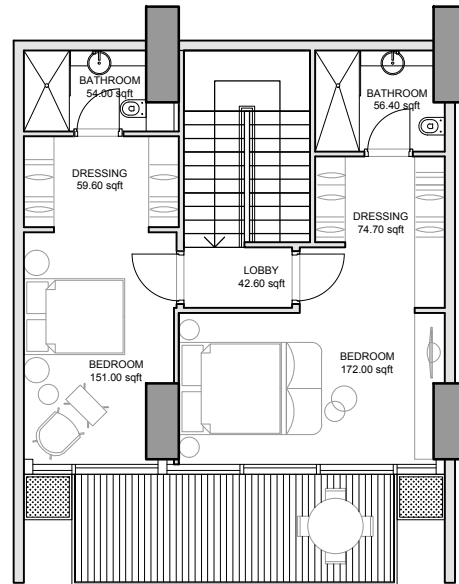 BATHROOM
54.00 sqft
BATHROOM
56.40 sqft
DRESSING
59.60 sqft
DRESSING
74.70 sqft
LOBBY
42.60 sqft
BEDROOM
151.00 sqft
BEDROOM
172.00 sqft